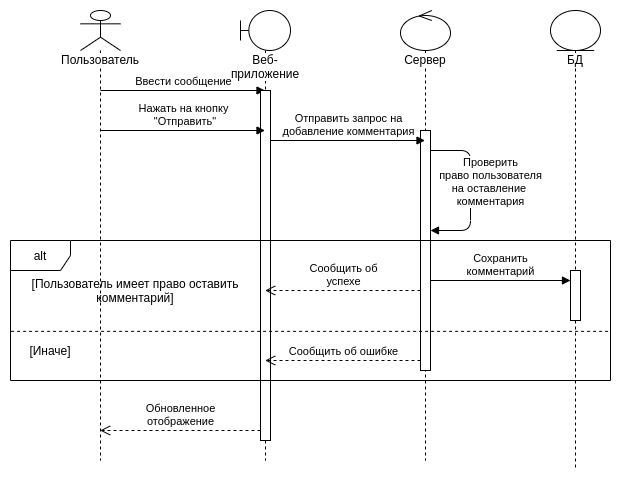 Пользователь
Веб-
приложение
Сервер
БД
Ввести сообщение
Нажать на кнопку
"Отправить"
Отправить запрос на
добавление комментария
Проверить
право пользователя
на оставление
комментария
alt
[Пользователь имеет право оставить
комментарий]
Сообщить об
успехе
Сохранить
комментарий
[Иначе]
Сообщить об ошибке
Обновленное
отображение